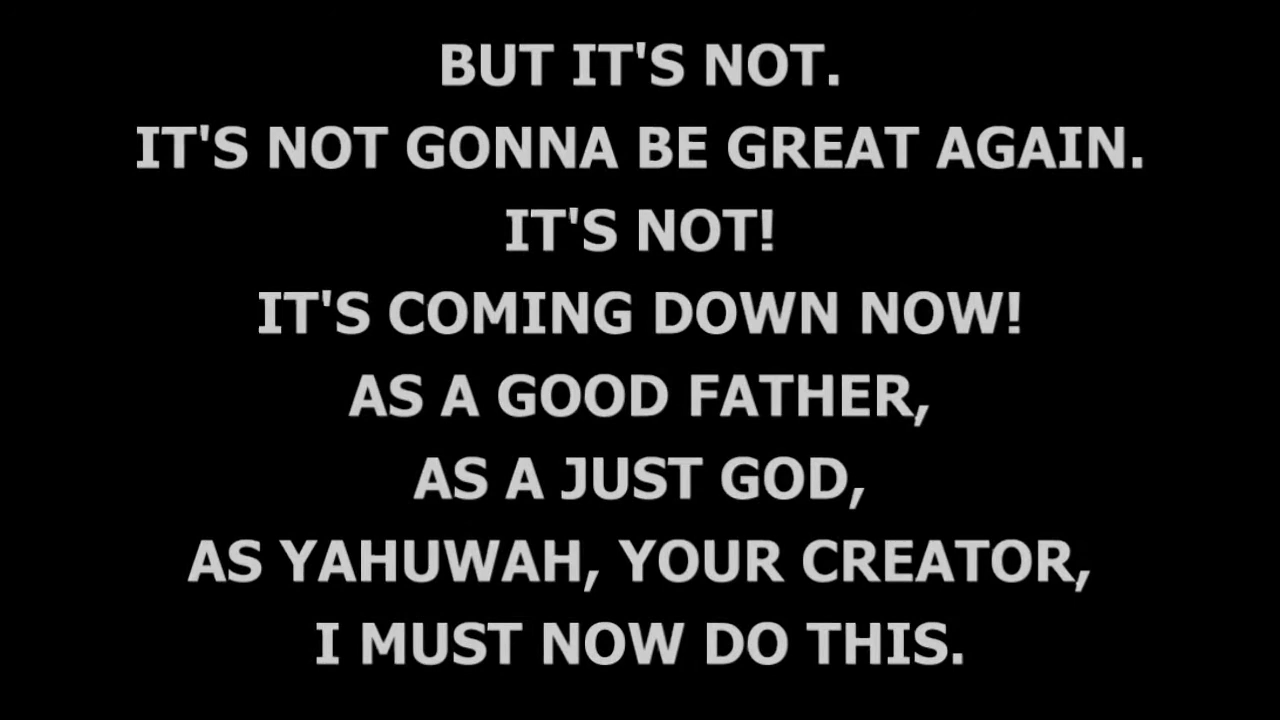 BUT IT'S NOT.
IT'S NOT GONNA BE GREAT AGAIN.
IT'S NOT!
IT'S COMING DOWN NOW!
AS A GOOD FATHER,
AS A JUST GOD,
AS YAHUWAH, YOUR CREATOR,
I MUST NOW DO THIS.